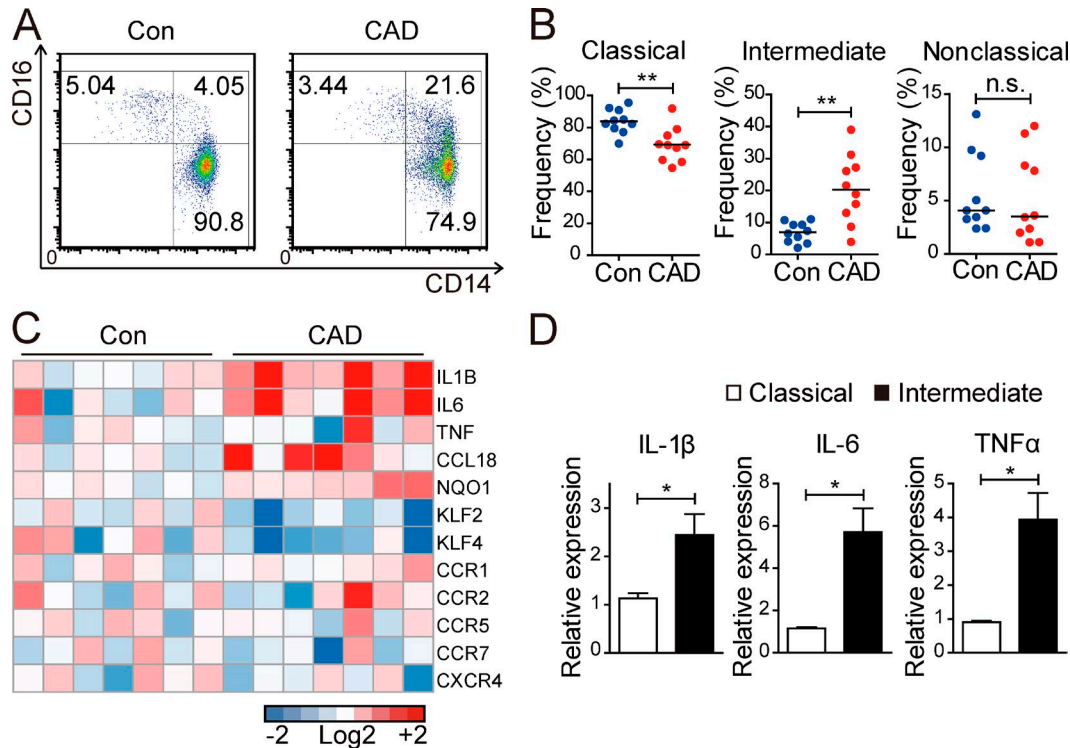 A
Con
CAD
CD16
5.04
4.05
90.8
3.44
21.6
74.9
0
0
CD14
B
Classical
Intermediate
Nonclassical
Frequency (%)
100
80
60
40
20
0
**
Con CAD
Frequency (%)
50
40
30
20
10
0
**
Con CAD
Frequency (%)
15
10
5
0
n.s.
Con CAD
C
Con
CAD
IL1B
IL6
TNF
CCL18
NQO1
KLF2
KLF4
CCR1
CCR2
CCR5
CCR7
CXCR4
-2 Log2 +2
D
Classical Intermediate
IL-1β
Relative expression
3
2
1
0
*
IL-6
Relative expression
8
6
4
2
0
*
TNFα
Relative expression
5
4
3
2
1
0
*